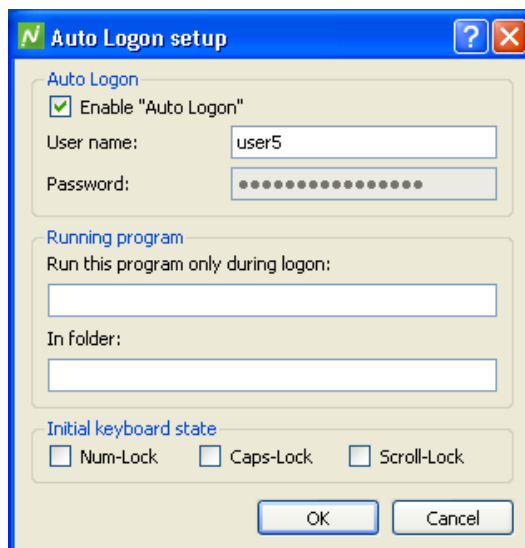 Auto Logon setup
Auto Logon
Enable "Auto Logon"
User name: user5
Password: ●●●●●●●●●●●●●●●●
Running program
Run this program only during logon:
In folder:
Initial keyboard state
Num-Lock Caps-Lock Scroll-Lock
OK Cancel